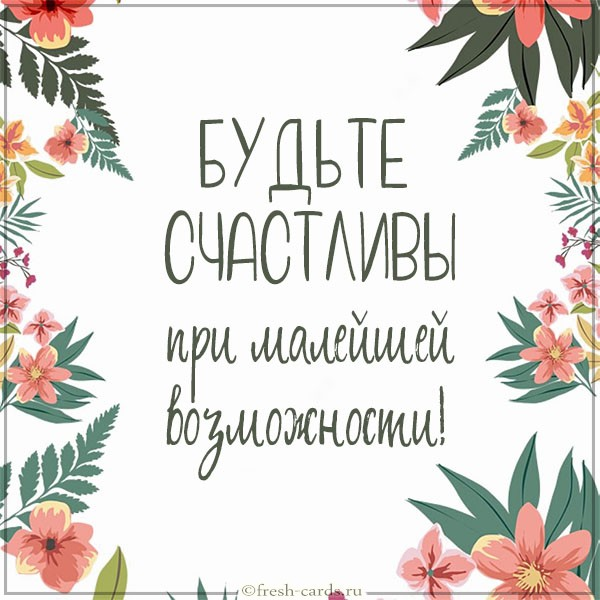 БУДЬТЕ
СЧАСТЛИВЫ
при малейшей
возможности!
©fresh-cards.ru